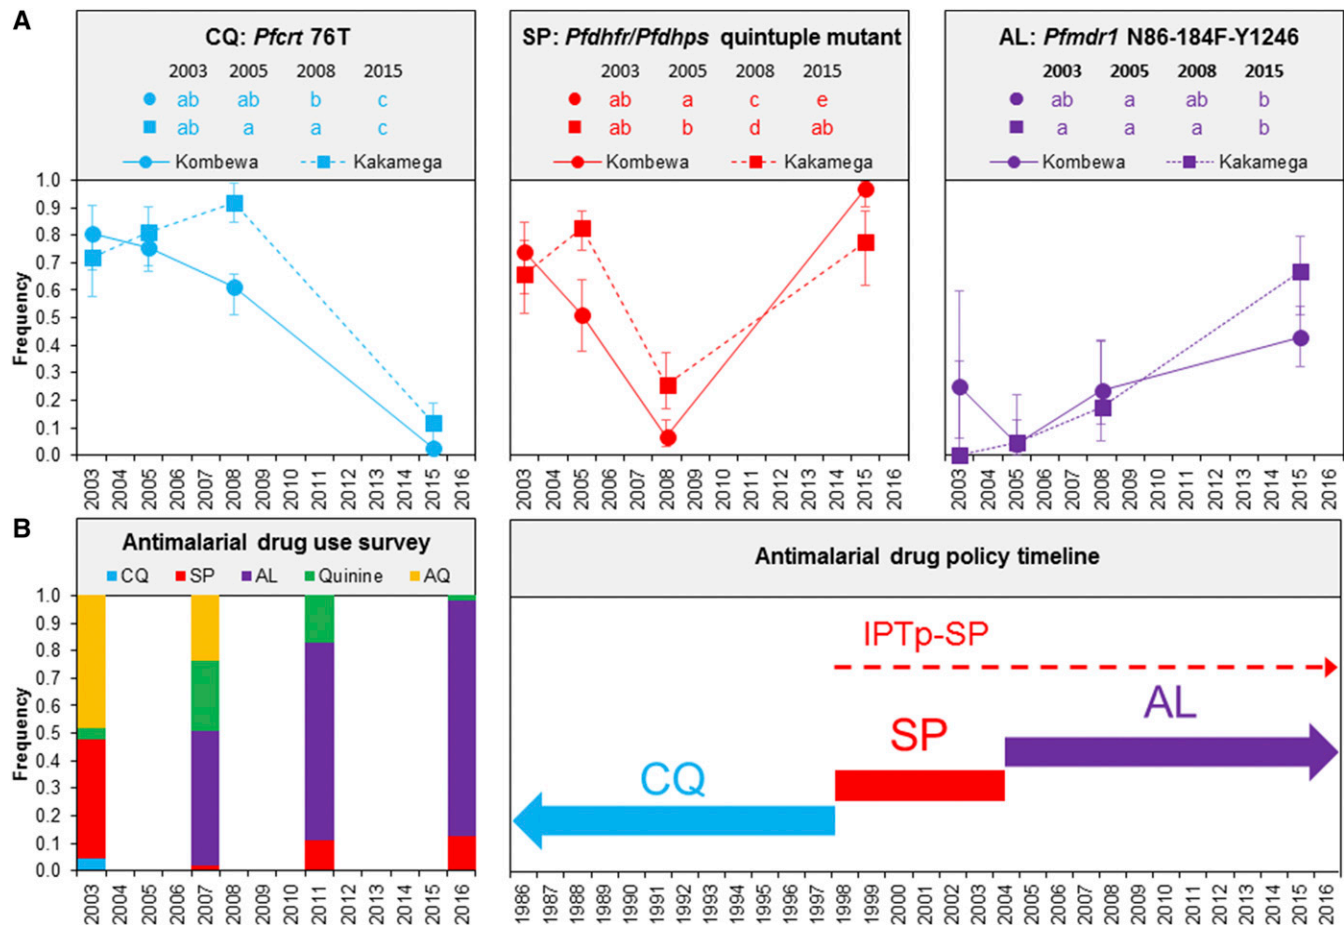 A
CQ: Pfcrt 76T
2003 2005 2008 2015
ab ab b c
ab a a c
Kombewa Kakamega
SP: Pfdhfr/Pfdhps quintuple mutant
2003 2005 2008 2015
ab a c e
ab b d ab
Kombewa Kakamega
AL: Pfmdr1 N86-184F-Y1246
2003 2005 2008 2015
ab a ab b
a a a b
Kombewa Kakamega
Frequency
1.0
0.9
0.8
0.7
0.6
0.5
0.4
0.3
0.2
0.1
0.0
2003 2004 2005 2006 2007 2008 2009 2010 2011 2012 2013 2014 2015 2016
2003 2004 2005 2006 2007 2008 2009 2010 2011 2012 2013 2014 2015 2016
2003 2004 2005 2006 2007 2008 2009 2010 2011 2012 2013 2014 2015 2016
B
Antimalarial drug use survey
CQ SP AL Quinine AQ
Frequency
1.0
0.9
0.8
0.7
0.6
0.5
0.4
0.3
0.2
0.1
0.0
2003 2004 2005 2006 2007 2008 2009 2010 2011 2012 2013 2014 2015 2016
Antimalarial drug policy timeline
IPTp-SP
AL
SP
CQ
1986 1987 1988 1989 1990 1991 1992 1993 1994 1995 1996 1997 1998 1999 2000 2001 2002 2003 2004 2005 2006 2007 2008 2009 2010 2011 2012 2013 2014 2015 2016